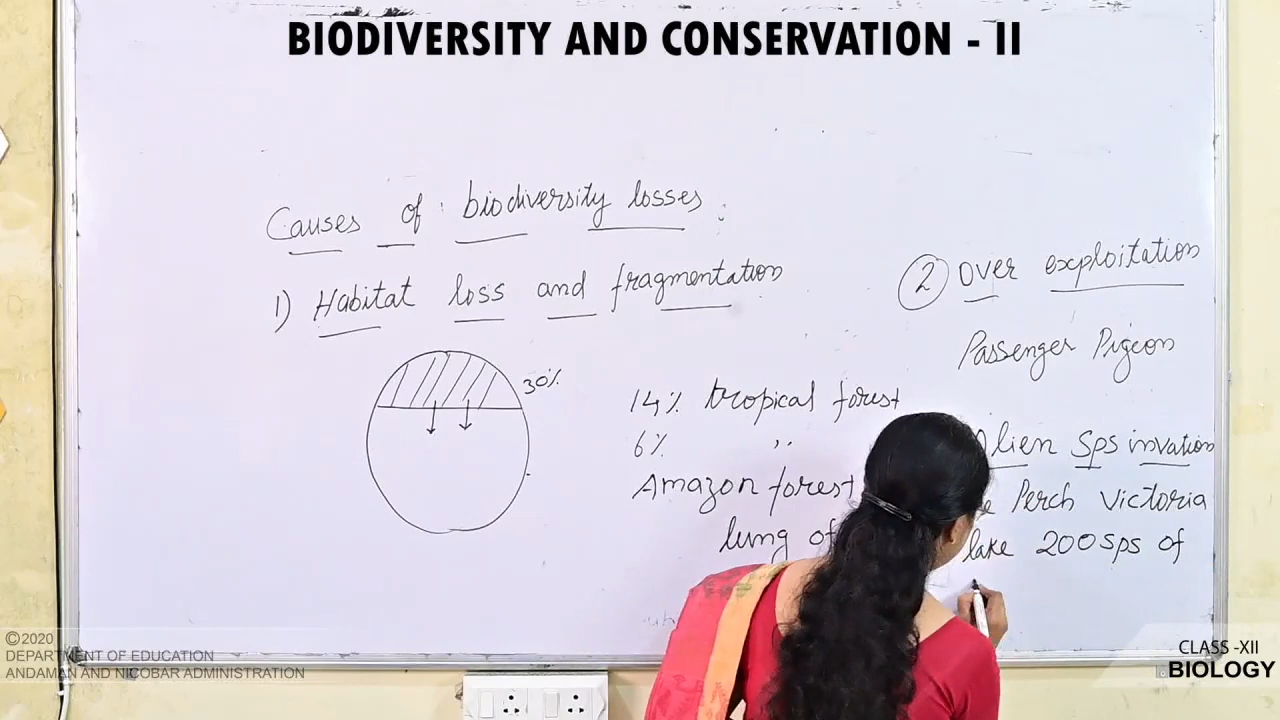 BIODIVERSITY AND CONSERVATION - II
Causes of biodiversity losses :
1) Habitat loss and fragmentation
30%
14% tropical forest
6% ,,
Amazon forest
lung of
2 Over exploitation
Passenger Pigeon
Alien Sps invation
Perch Victoria
lake 200 sps of
©2020
DEPARTMENT OF EDUCATION
ANDAMAN AND NICOBAR ADMINISTRATION
CLASS -XII
BIOLOGY